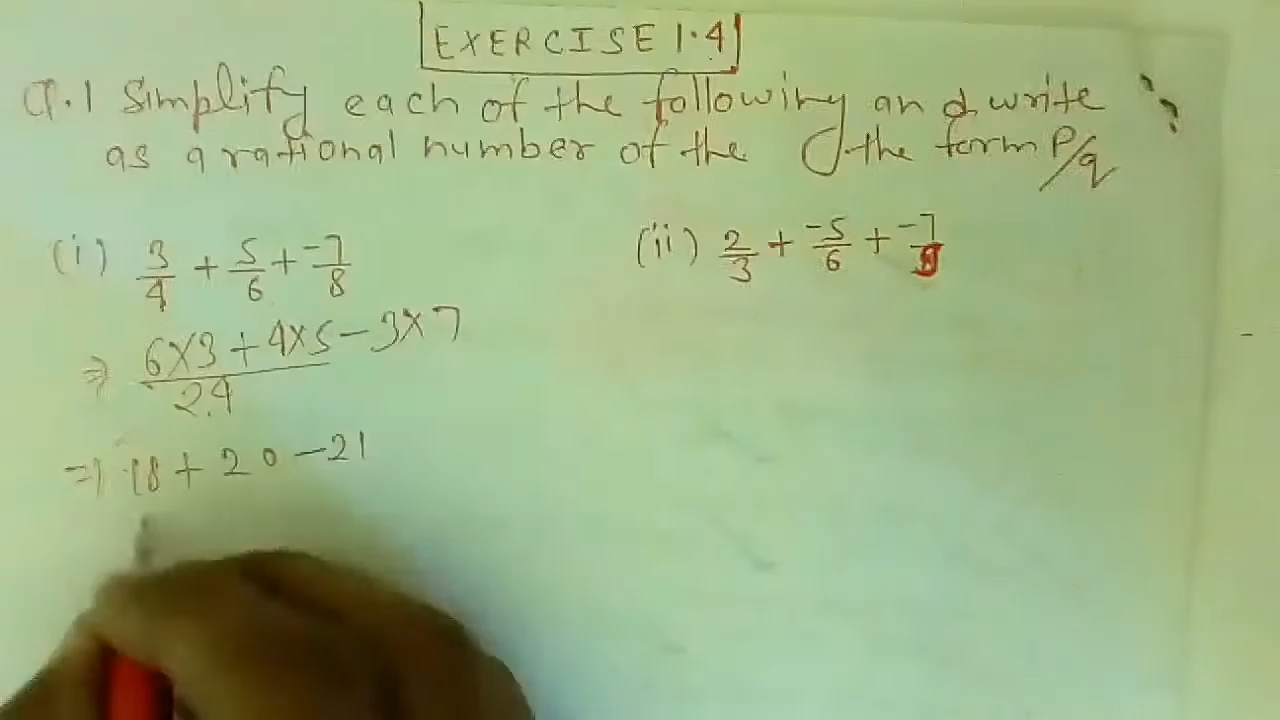 EXERCISE 1.4
Q.1 Simplify each of the following and write
as a rational number of the the form P/q
(i) 3/4 + 5/6 + -7/8
(ii) 2/3 + -5/6 + -7/
⇒ 6×3+4×5-3×7
24
⇒ 18 + 20 - 21